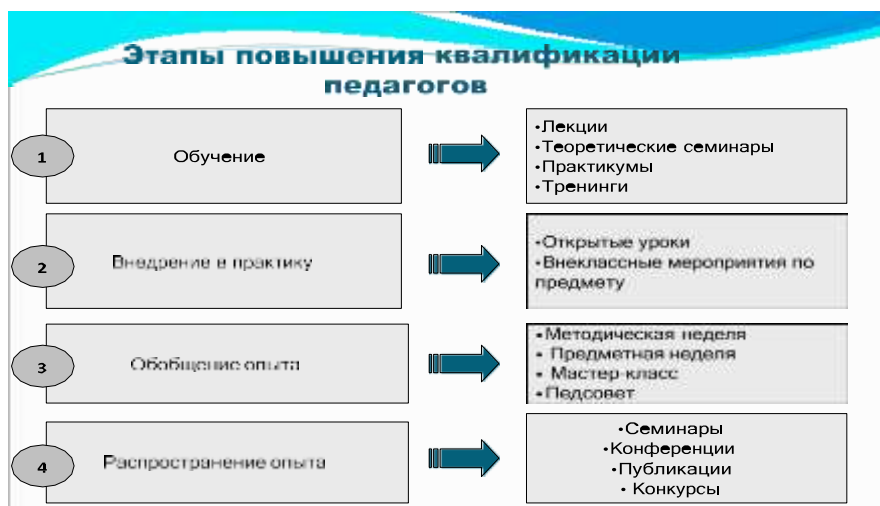 Этапы повышения квалификации
педагогов
1
Обучение
•Лекции
•Теоретические семинары
•Практикумы
•Тренинги
2
Внедрение в практику
•Открытые уроки
•Внеклассные мероприятия по
предмету
3
Обобщение опыта
• Методическая неделя
• Предметная неделя
• Мастер-класс
•Педсовет
4
Распространение опыта
•Семинары
•Конференции
•Публикации
• Конкурсы